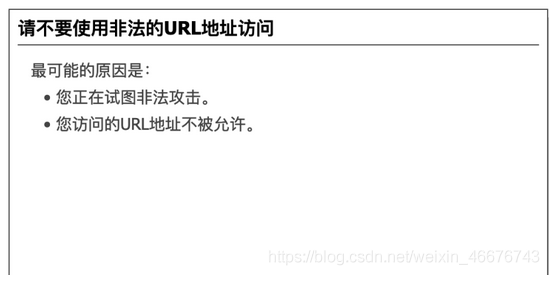 请不要使用非法的URL地址访问
最可能的原因是：
• 您正在试图非法攻击。
• 您访问的URL地址不被允许。
https://blog.csdn.net/weixin_46676743